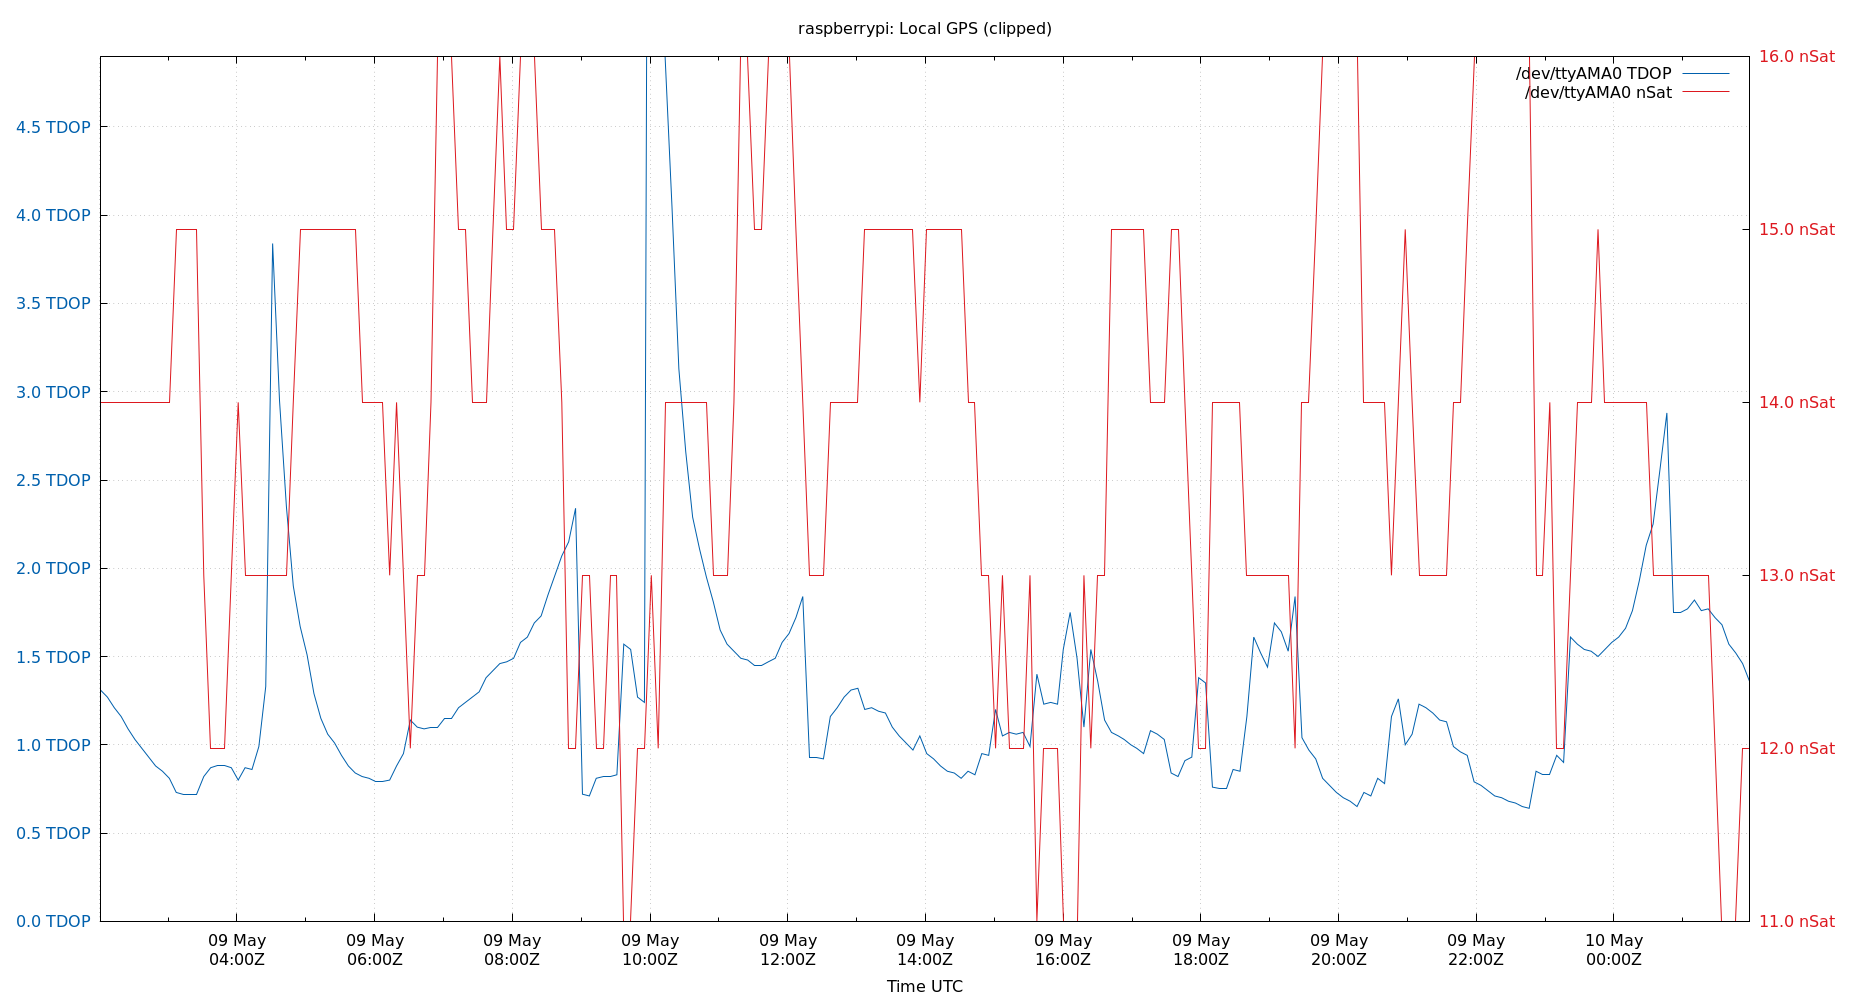 raspberrypi: Local GPS (clipped)
16.0 nSat
/dev/ttyAMA0 TDOP
/dev/ttyAMA0 nSat
4.5 TDOP
4.0 TDOP
15.0 nSat
3.5 TDOP
3.0 TDOP
14.0 nSat
2.5 TDOP
2.0 TDOP
13.0 nSat
1.5 TDOP
1.0 TDOP
12.0 nSat
0.5 TDOP
0.0 TDOP
11.0 nSat
09 May 09 May 09 May 09 May 09 May 09 May 09 May 09 May 09 May 09 May 10 May
04:00Z 06:00Z 08:00Z 10:00Z 12:00Z 14:00Z 16:00Z 18:00Z 20:00Z 22:00Z 00:00Z
Time UTC